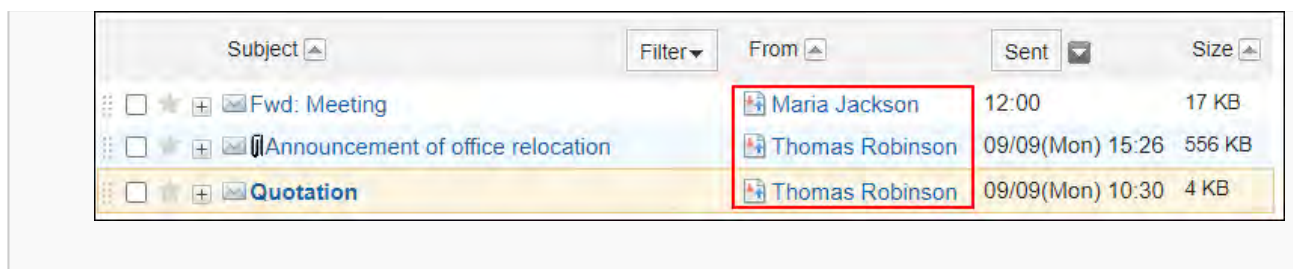 Subject Filter From Sent Size
Fwd: Meeting Maria Jackson 12:00 17 KB
Announcement of office relocation Thomas Robinson 09/09(Mon) 15:26 556 KB
Quotation Thomas Robinson 09/09(Mon) 10:30 4 KB